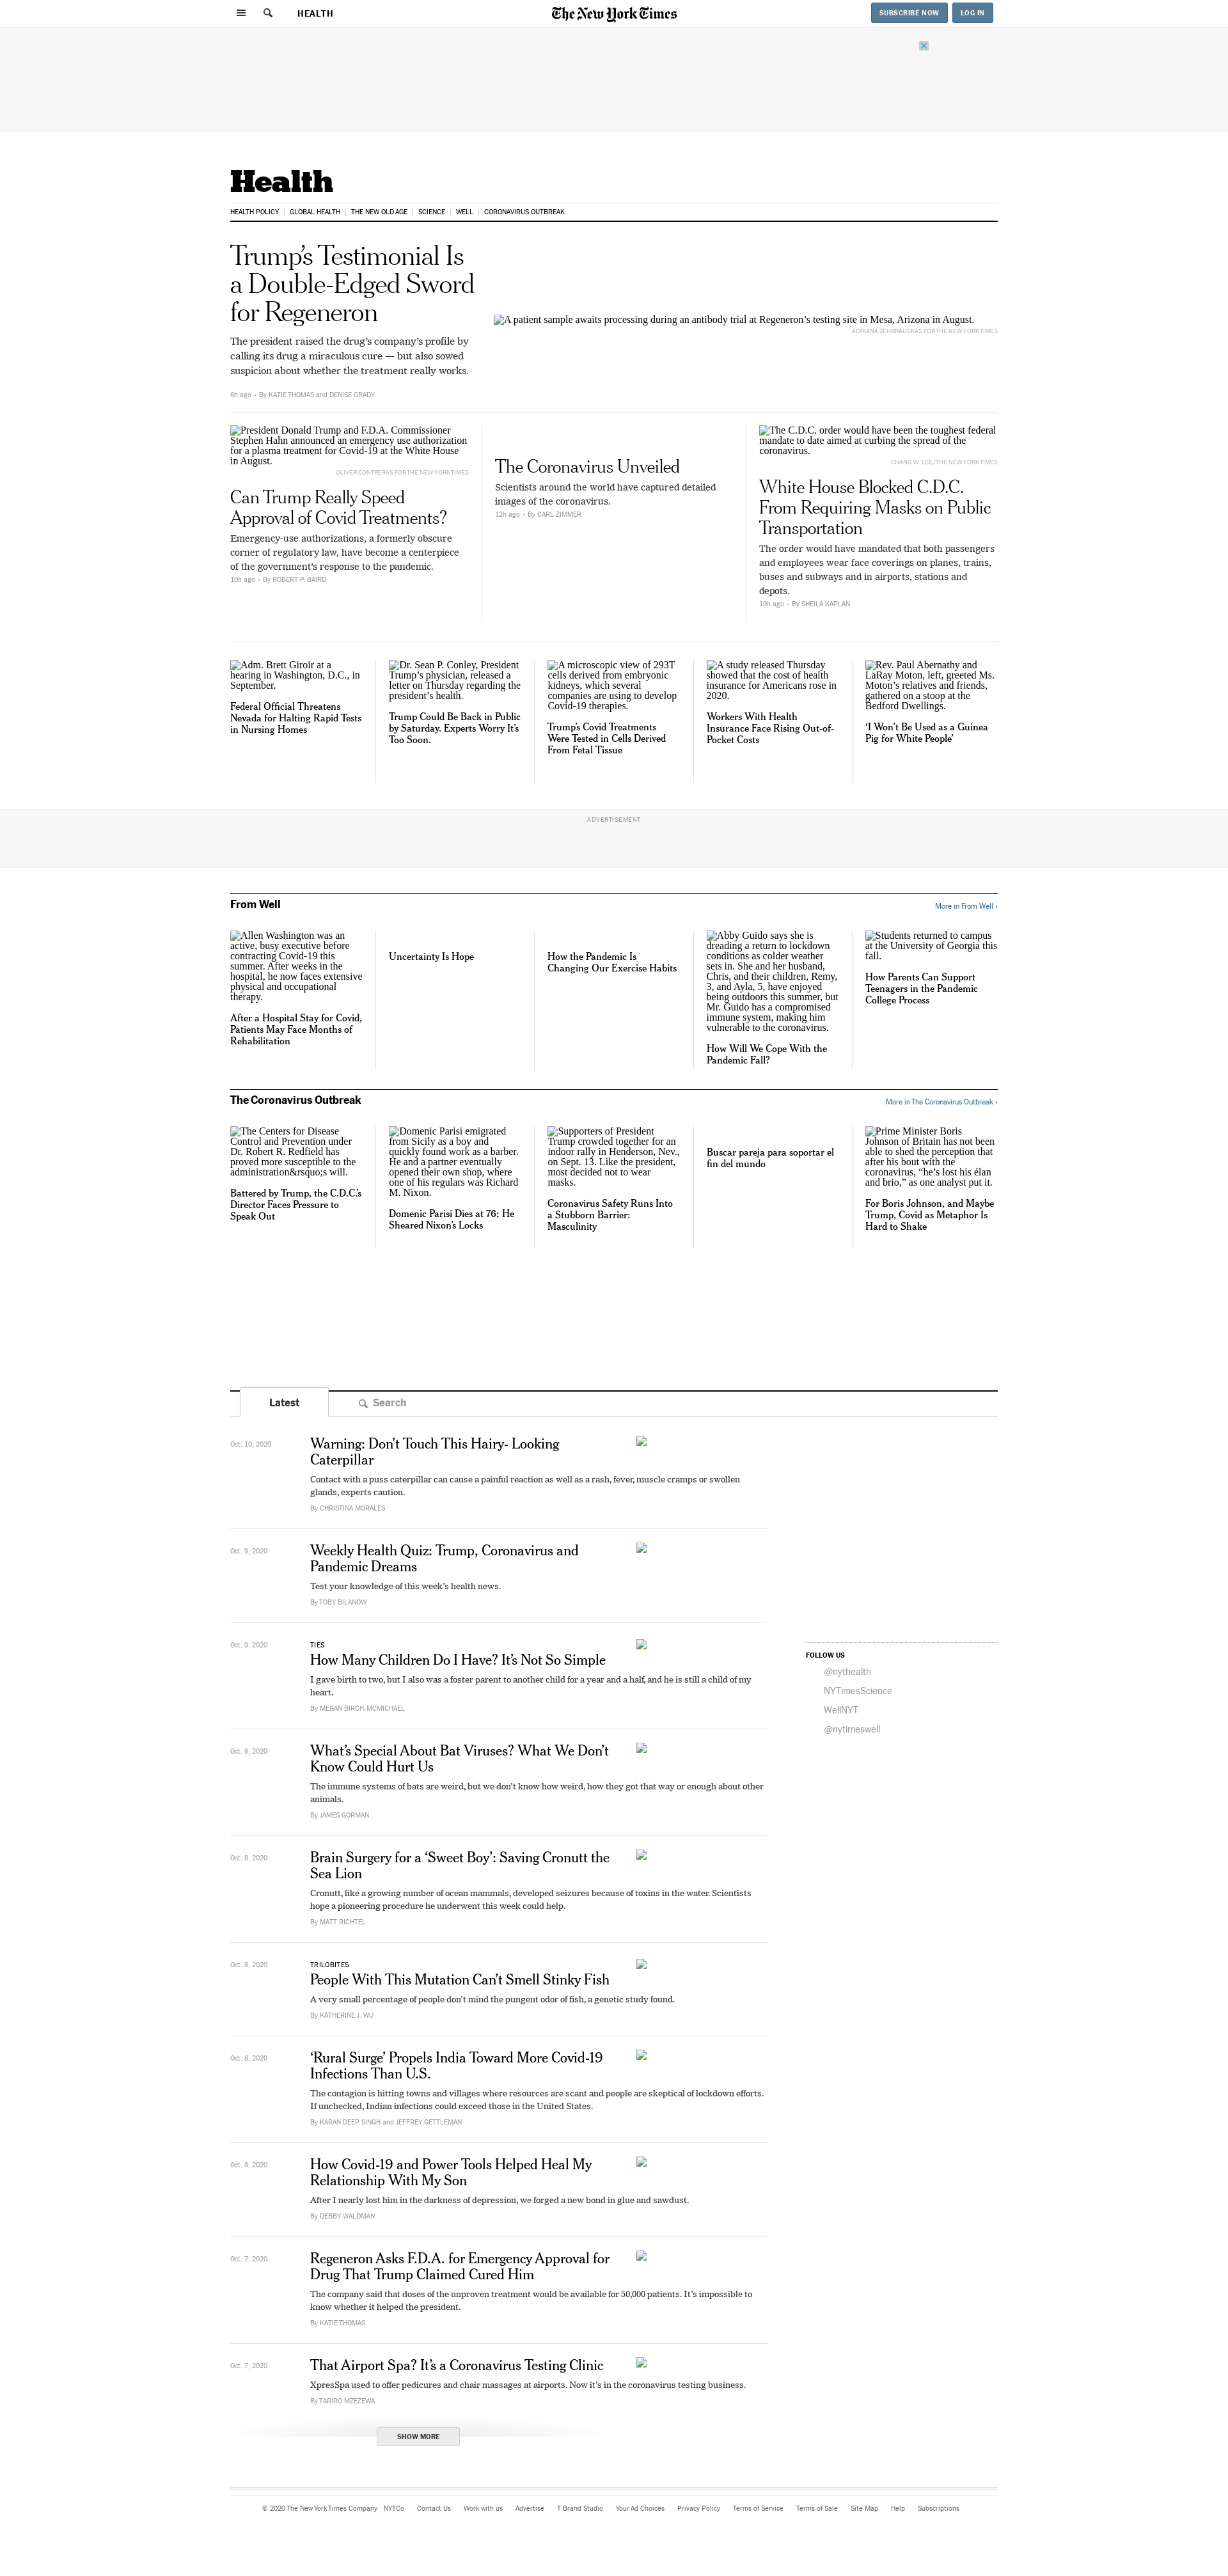 HEALTH
The New York Times
SUBSCRIBE NOW
LOG IN
Health
HEALTH POLICY
GLOBAL HEALTH
THE NEW OLD AGE
SCIENCE
WELL
CORONAVIRUS OUTBREAK
Trump’s Testimonial Is
a Double-Edged Sword
for Regeneron
The president raised the drug’s company’s profile by
calling its drug a miraculous cure — but also sowed
suspicion about whether the treatment really works.
6h ago • By KATIE THOMAS and DENISE GRADY
A patient sample awaits processing during an antibody trial at Regeneron’s testing site in Mesa, Arizona in August.
ADRIANA ZEHBRAUSKAS FOR THE NEW YORK TIMES
President Donald Trump and F.D.A. Commissioner
Stephen Hahn announced an emergency use authorization
for a plasma treatment for Covid-19 at the White House
in August.
OLIVER CONTRERAS FOR THE NEW YORK TIMES
Can Trump Really Speed
Approval of Covid Treatments?
Emergency-use authorizations, a formerly obscure
corner of regulatory law, have become a centerpiece
of the government’s response to the pandemic.
10h ago • By ROBERT P. BAIRD
The Coronavirus Unveiled
Scientists around the world have captured detailed
images of the coronavirus.
12h ago • By CARL ZIMMER
The C.D.C. order would have been the toughest federal
mandate to date aimed at curbing the spread of the
coronavirus.
CHANG W. LEE/THE NEW YORK TIMES
White House Blocked C.D.C.
From Requiring Masks on Public
Transportation
The order would have mandated that both passengers
and employees wear face coverings on planes, trains,
buses and subways and in airports, stations and
depots.
19h ago • By SHEILA KAPLAN
Adm. Brett Giroir at a
hearing in Washington, D.C., in
September.
Federal Official Threatens
Nevada for Halting Rapid Tests
in Nursing Homes
Dr. Sean P. Conley, President
Trump’s physician, released a
letter on Thursday regarding the
president’s health.
Trump Could Be Back in Public
by Saturday. Experts Worry It’s
Too Soon.
A microscopic view of 293T
cells derived from embryonic
kidneys, which several
companies are using to develop
Covid-19 therapies.
Trump’s Covid Treatments
Were Tested in Cells Derived
From Fetal Tissue
A study released Thursday
showed that the cost of health
insurance for Americans rose in
2020.
Workers With Health
Insurance Face Rising Out-of-
Pocket Costs
Rev. Paul Abernathy and
LaRay Moton, left, greeted Ms.
Moton’s relatives and friends,
gathered on a stoop at the
Bedford Dwellings.
‘I Won’t Be Used as a Guinea
Pig for White People’
ADVERTISEMENT
From Well
More in From Well ›
Allen Washington was an
active, busy executive before
contracting Covid-19 this
summer. After weeks in the
hospital, he now faces extensive
physical and occupational
therapy.
After a Hospital Stay for Covid,
Patients May Face Months of
Rehabilitation
Uncertainty Is Hope
How the Pandemic Is
Changing Our Exercise Habits
Abby Guido says she is
dreading a return to lockdown
conditions as colder weather
sets in. She and her husband,
Chris, and their children, Remy,
3, and Ayla, 5, have enjoyed
being outdoors this summer, but
Mr. Guido has a compromised
immune system, making him
vulnerable to the coronavirus.
How Will We Cope With the
Pandemic Fall?
Students returned to campus
at the University of Georgia this
fall.
How Parents Can Support
Teenagers in the Pandemic
College Process
The Coronavirus Outbreak
More in The Coronavirus Outbreak ›
The Centers for Disease
Control and Prevention under
Dr. Robert R. Redfield has
proved more susceptible to the
administration&rsquo;s will.
Battered by Trump, the C.D.C.’s
Director Faces Pressure to
Speak Out
Domenic Parisi emigrated
from Sicily as a boy and
quickly found work as a barber.
He and a partner eventually
opened their own shop, where
one of his regulars was Richard
M. Nixon.
Domenic Parisi Dies at 76; He
Sheared Nixon’s Locks
Supporters of President
Trump crowded together for an
indoor rally in Henderson, Nev.,
on Sept. 13. Like the president,
most decided not to wear
masks.
Coronavirus Safety Runs Into
a Stubborn Barrier:
Masculinity
Buscar pareja para soportar el
fin del mundo
Prime Minister Boris
Johnson of Britain has not been
able to shed the perception that
after his bout with the
coronavirus, “he’s lost his élan
and brio,” as one analyst put it.
For Boris Johnson, and Maybe
Trump, Covid as Metaphor Is
Hard to Shake
Latest
Search
Oct. 10, 2020
Warning: Don’t Touch This Hairy- Looking
Caterpillar
Contact with a puss caterpillar can cause a painful reaction as well as a rash, fever, muscle cramps or swollen
glands, experts caution.
By CHRISTINA MORALES
Oct. 9, 2020
Weekly Health Quiz: Trump, Coronavirus and
Pandemic Dreams
Test your knowledge of this week’s health news.
By TOBY BILANOW
Oct. 9, 2020
TIES
How Many Children Do I Have? It’s Not So Simple
I gave birth to two, but I also was a foster parent to another child for a year and a half, and he is still a child of my
heart.
By MEGAN BIRCH-MCMICHAEL
FOLLOW US
@nythealth
NYTimesScience
WellNYT
@nytimeswell
Oct. 8, 2020
What’s Special About Bat Viruses? What We Don’t
Know Could Hurt Us
The immune systems of bats are weird, but we don’t know how weird, how they got that way or enough about other
animals.
By JAMES GORMAN
Oct. 8, 2020
Brain Surgery for a ‘Sweet Boy’: Saving Cronutt the
Sea Lion
Cronutt, like a growing number of ocean mammals, developed seizures because of toxins in the water. Scientists
hope a pioneering procedure he underwent this week could help.
By MATT RICHTEL
Oct. 8, 2020
TRILOBITES
People With This Mutation Can’t Smell Stinky Fish
A very small percentage of people don’t mind the pungent odor of fish, a genetic study found.
By KATHERINE J. WU
Oct. 8, 2020
‘Rural Surge’ Propels India Toward More Covid-19
Infections Than U.S.
The contagion is hitting towns and villages where resources are scant and people are skeptical of lockdown efforts.
If unchecked, Indian infections could exceed those in the United States.
By KARAN DEEP SINGH and JEFFREY GETTLEMAN
Oct. 8, 2020
How Covid-19 and Power Tools Helped Heal My
Relationship With My Son
After I nearly lost him in the darkness of depression, we forged a new bond in glue and sawdust.
By DEBBY WALDMAN
Oct. 7, 2020
Regeneron Asks F.D.A. for Emergency Approval for
Drug That Trump Claimed Cured Him
The company said that doses of the unproven treatment would be available for 50,000 patients. It’s impossible to
know whether it helped the president.
By KATIE THOMAS
Oct. 7, 2020
That Airport Spa? It’s a Coronavirus Testing Clinic
XpresSpa used to offer pedicures and chair massages at airports. Now it’s in the coronavirus testing business.
By TARIRO MZEZEWA
SHOW MORE
© 2020 The New York Times Company NYTCo Contact Us Work with us Advertise T Brand Studio Your Ad Choices Privacy Policy Terms of Service Terms of Sale Site Map Help Subscriptions